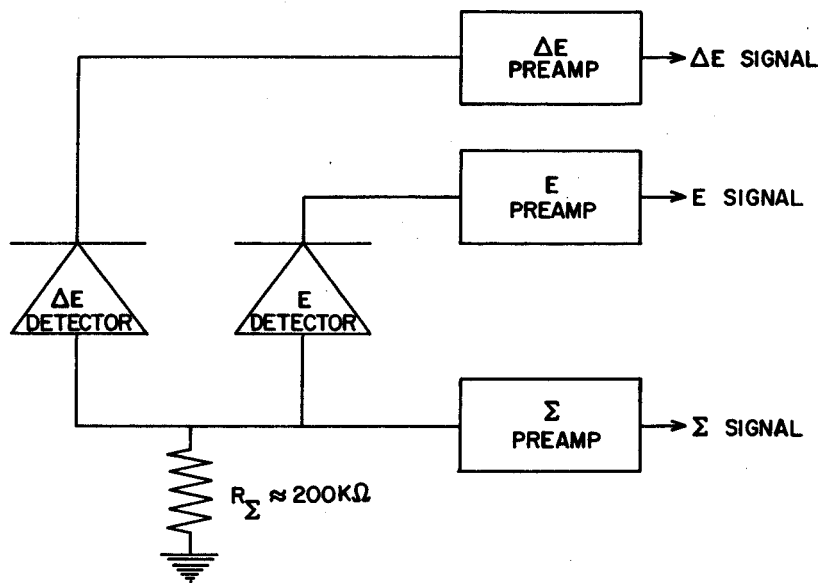 ΔE
PREAMP
ΔE SIGNAL
E
PREAMP
E SIGNAL
ΔE
DETECTOR
E
DETECTOR
Σ
PREAMP
Σ SIGNAL
R_Σ ≈ 200KΩ